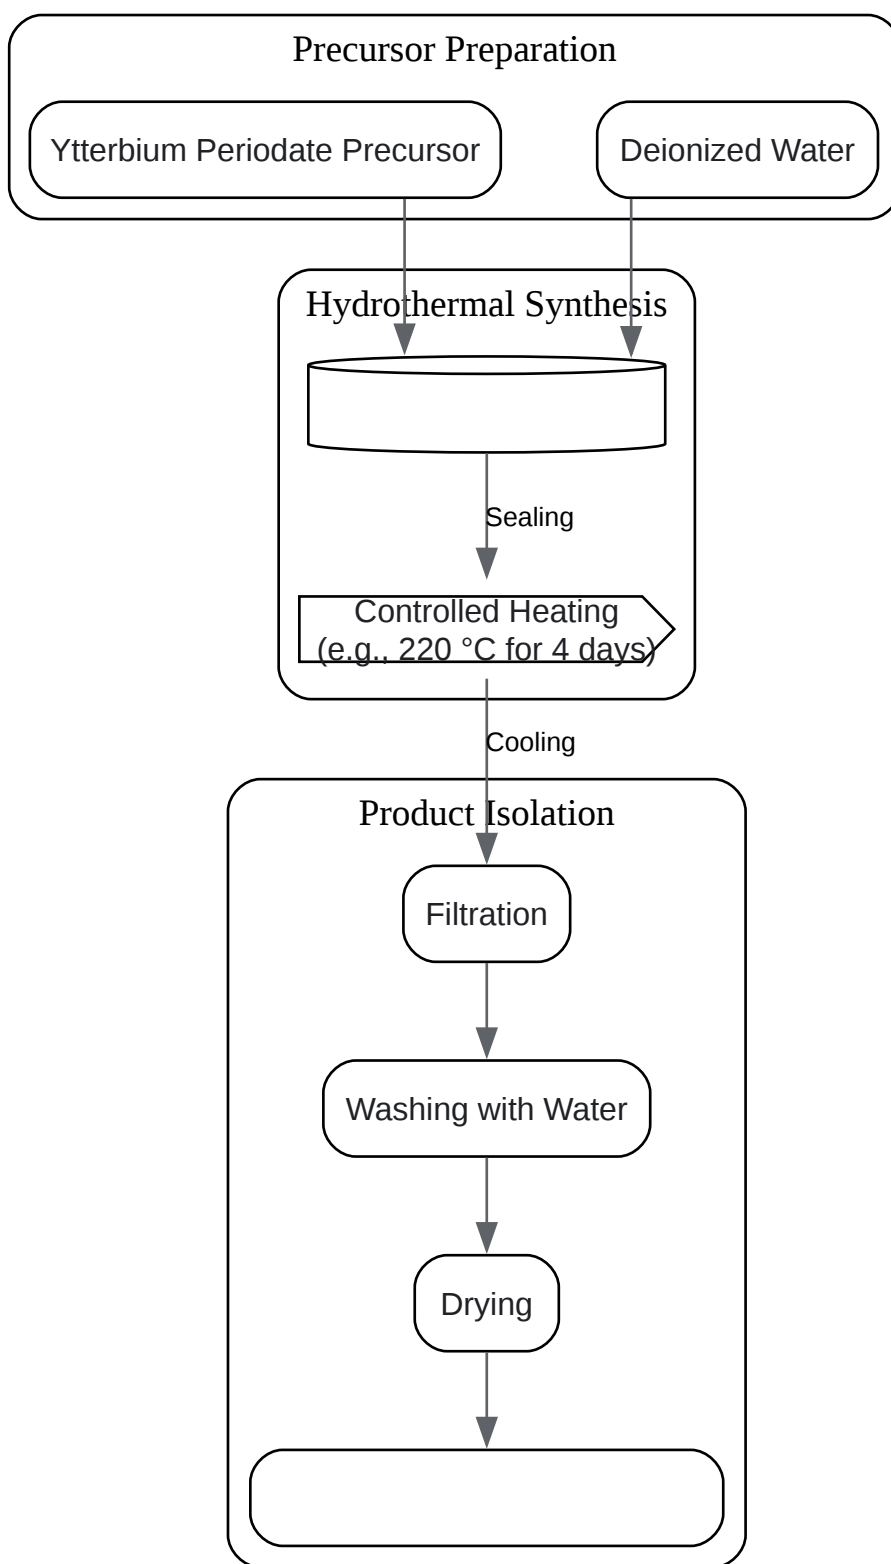 Precursor Preparation
Ytterbium Periodate Precursor
Deionized Water
Hydrothermal Synthesis
Sealing
Controlled Heating
(e.g., 220 °C for 4 days)
Cooling
Product Isolation
Filtration
Washing with Water
Drying